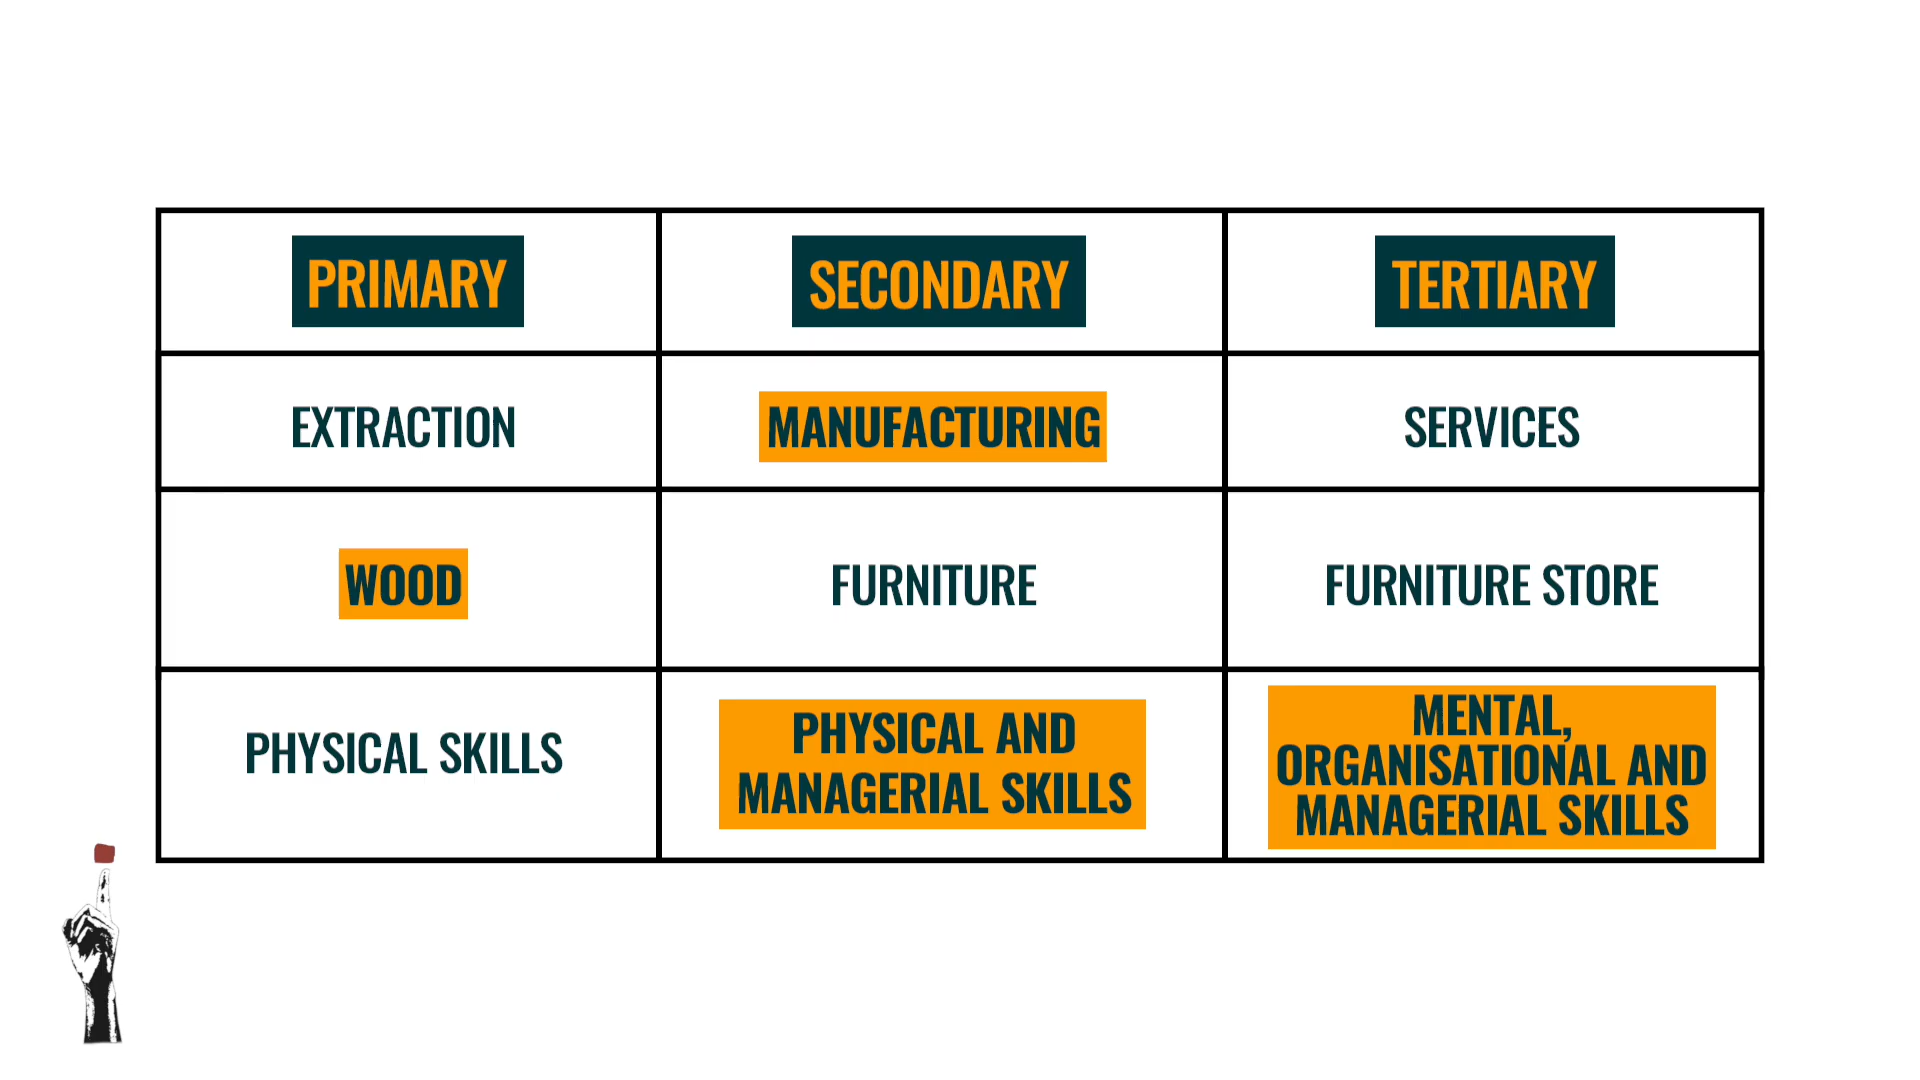 PRIMARY
SECONDARY
TERTIARY
EXTRACTION
MANUFACTURING
SERVICES
WOOD
FURNITURE
FURNITURE STORE
PHYSICAL SKILLS
PHYSICAL AND
MANAGERIAL SKILLS
MENTAL,
ORGANISATIONAL AND
MANAGERIAL SKILLS